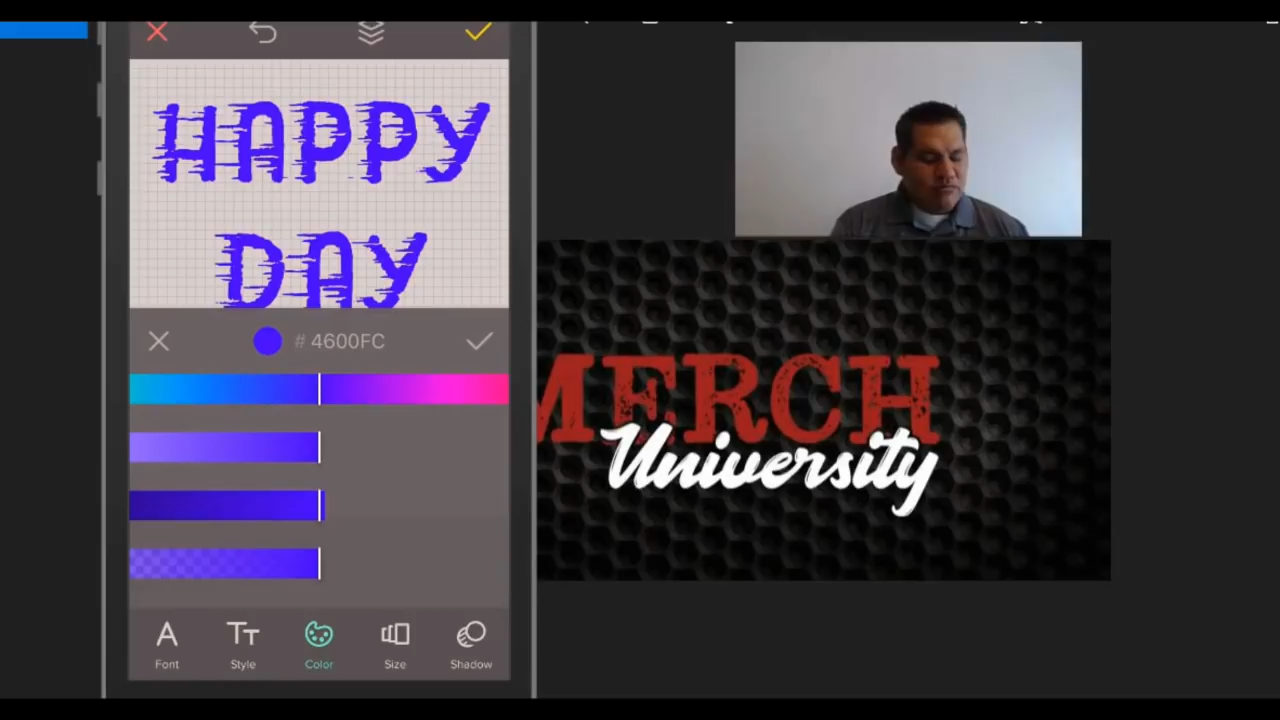 HAPPY
DAY
# 4600FC
Font Style Color Size Shadow
MERCH
University